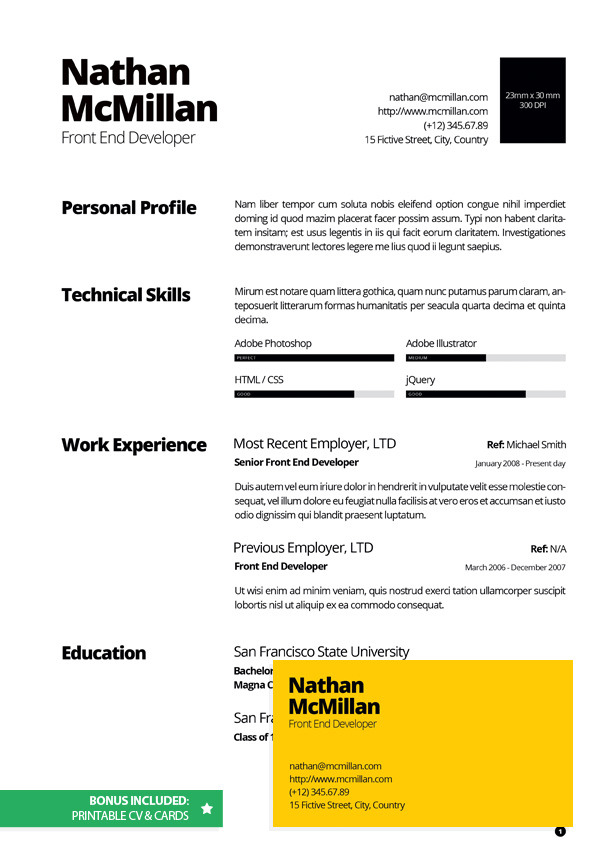 Nathan
McMillan
Front End Developer
nathan@mcmillan.com
http://www.mcmillan.com
(+12) 345.67.89
15 Fictive Street, City, Country
23mm x 30 mm
300 DPI
Personal Profile
Nam liber tempor cum soluta nobis eleifend option congue nihil imperdiet
doming id quod mazim placerat facer possim assum. Typi non habent clarita-
tem insitam; est usus legentis in iis qui facit eorum claritatem. Investigationes
demonstraverunt lectores legere me lius quod ii legunt saepius.
Technical Skills
Mirum est notare quam littera gothica, quam nunc putamus parum claram, an-
teposuerit litterarum formas humanitatis per seacula quarta decima et quinta
decima.
Adobe Photoshop
PERFECT
Adobe Illustrator
MEDIUM
HTML / CSS
GOOD
jQuery
GOOD
Work Experience
Most Recent Employer, LTD
Ref: Michael Smith
Senior Front End Developer
January 2008 - Present day
Duis autem vel eum iriure dolor in hendrerit in vulputate velit esse molestie con-
sequat, vel illum dolore eu feugiat nulla facilisis at vero eros et accumsan et iusto
odio dignissim qui blandit praesent luptatum.
Previous Employer, LTD
Ref: N/A
Front End Developer
March 2006 - December 2007
Ut wisi enim ad minim veniam, quis nostrud exerci tation ullamcorper suscipit
lobortis nisl ut aliquip ex ea commodo consequat.
Education
San Francisco State University
Bachelor
Magna C
San Fra
Class of 1
Nathan
McMillan
Front End Developer
nathan@mcmillan.com
http://www.mcmillan.com
(+12) 345.67.89
15 Fictive Street, City, Country
BONUS INCLUDED:
PRINTABLE CV & CARDS
1